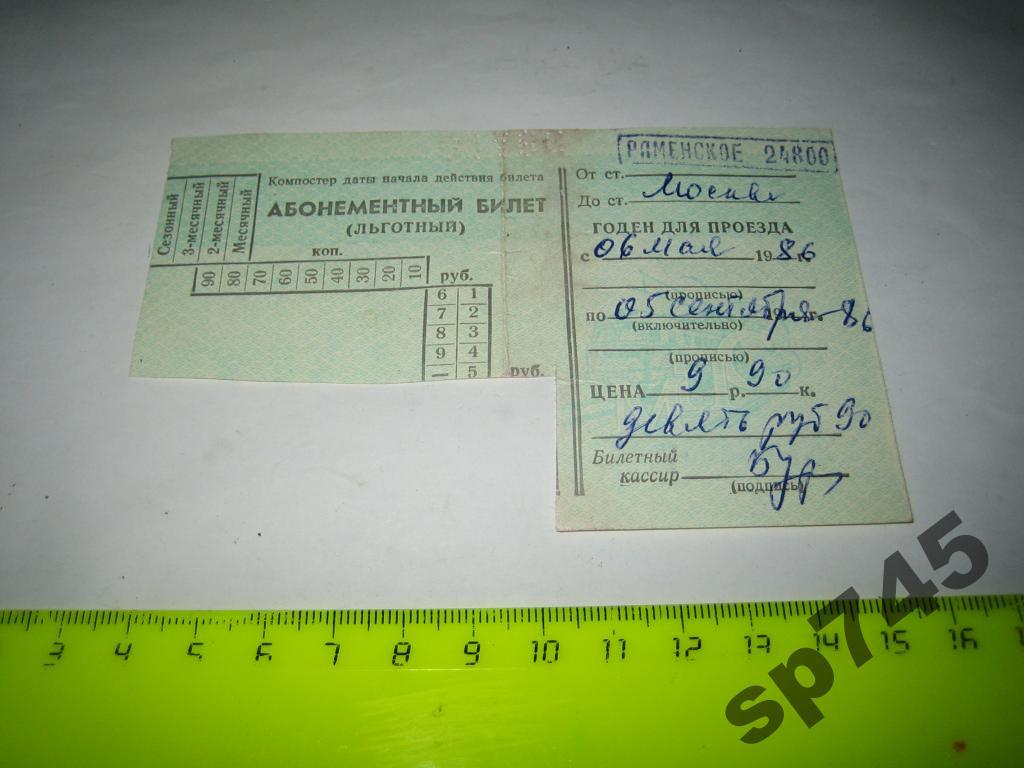 Компостер даты начала действия билета
АБОНЕМЕНТНЫЙ БИЛЕТ
(ЛЬГОТНЫЙ)
Сезонный
3-месячный
2-месячный
Месячный
коп.
90 80 70 60 50 40 30 20 10
руб.
6 1
7 2
8 3
9 4
— 5
руб.
РАМЕНСКОЕ 24800
От ст.
До ст. Москва
ГОДЕН ДЛЯ ПРОЕЗДА
с 06 мая 1986 г.
(прописью)
по 05 сентября 19 г. 86
(включительно)
(прописью)
ЦЕНА 9 р. 90 к.
девять руб 90
Билетный
кассир
(подпись)
3 4 5 6 7 8 9 10 11 12 13 14 15 16
sp745